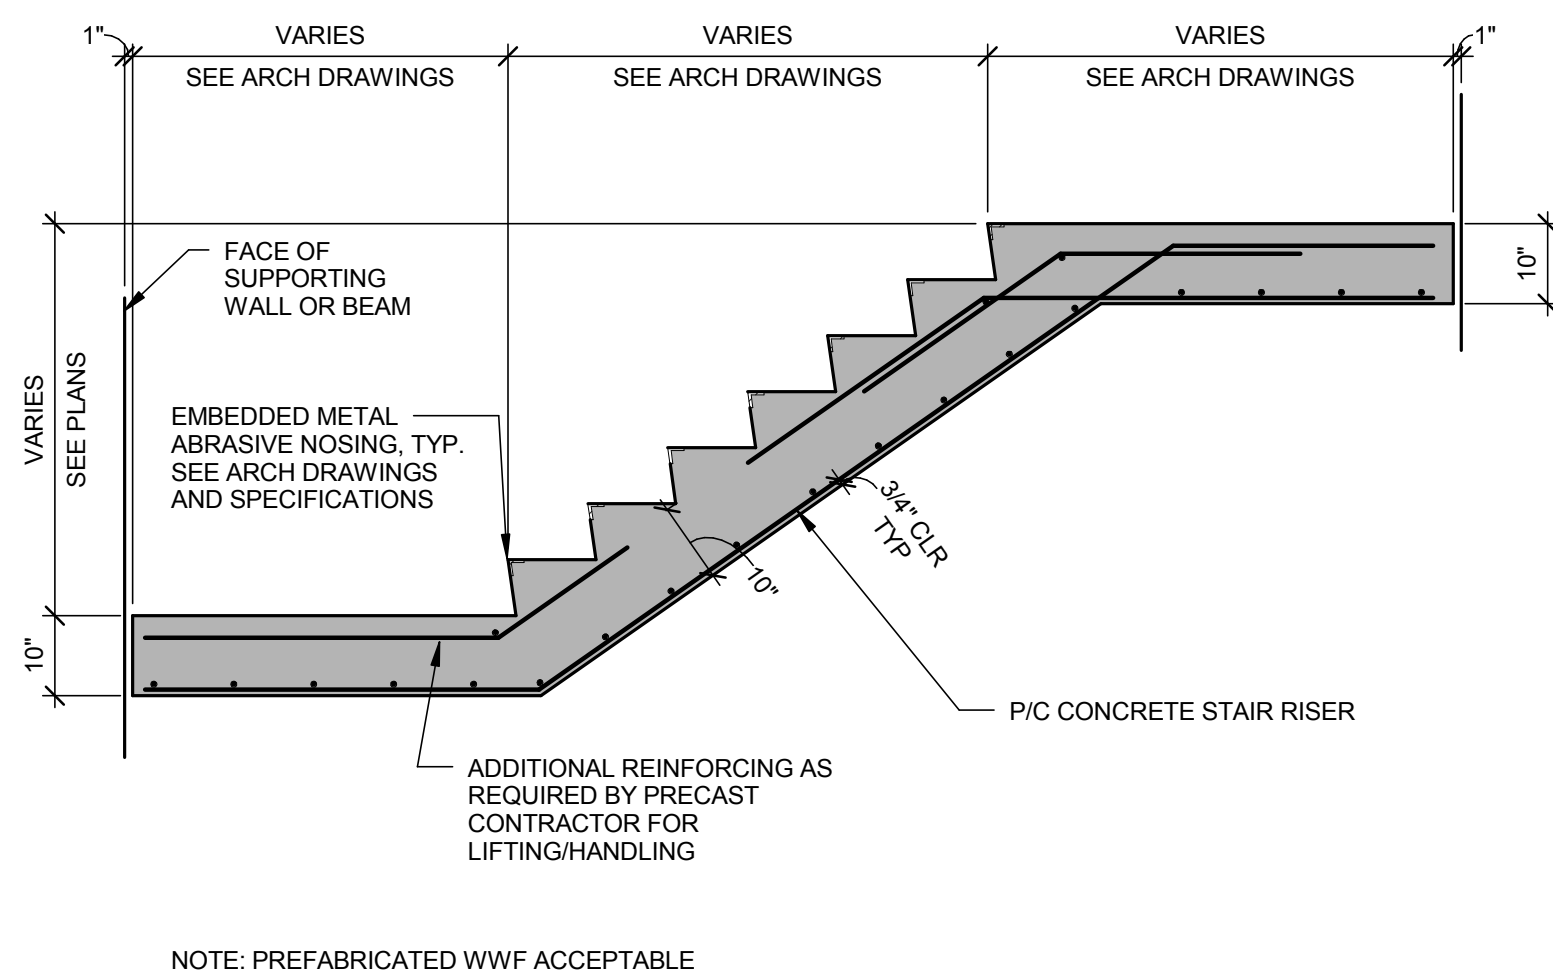 1"
VARIES
SEE ARCH DRAWINGS
VARIES
SEE ARCH DRAWINGS
VARIES
SEE ARCH DRAWINGS
1"
FACE OF
SUPPORTING
WALL OR BEAM
10"
VARIES
SEE PLANS
EMBEDDED METAL
ABRASIVE NOSING, TYP.
SEE ARCH DRAWINGS
AND SPECIFICATIONS
3/4" CLR
TYP
10"
10"
P/C CONCRETE STAIR RISER
ADDITIONAL REINFORCING AS
REQUIRED BY PRECAST
CONTRACTOR FOR
LIFTING/HANDLING
NOTE: PREFABRICATED WWF ACCEPTABLE